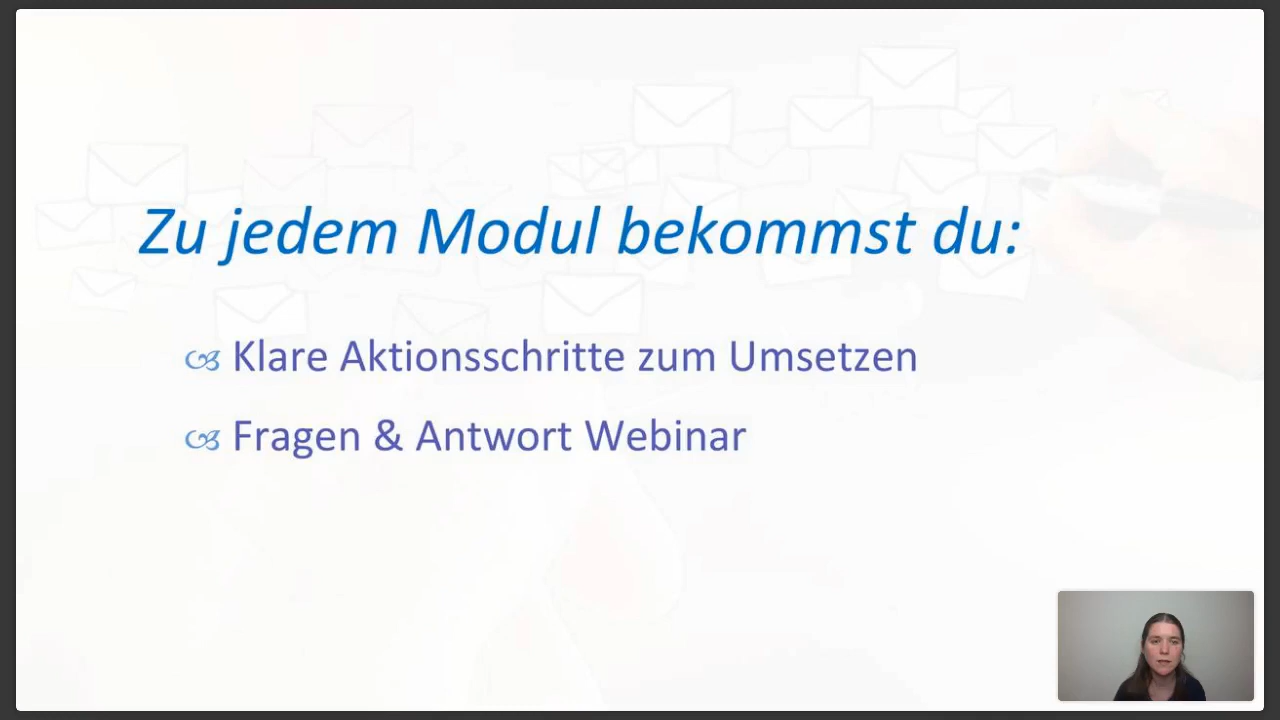 Zu jedem Modul bekommst du:
Klare Aktionsschritte zum Umsetzen
Fragen & Antwort Webinar